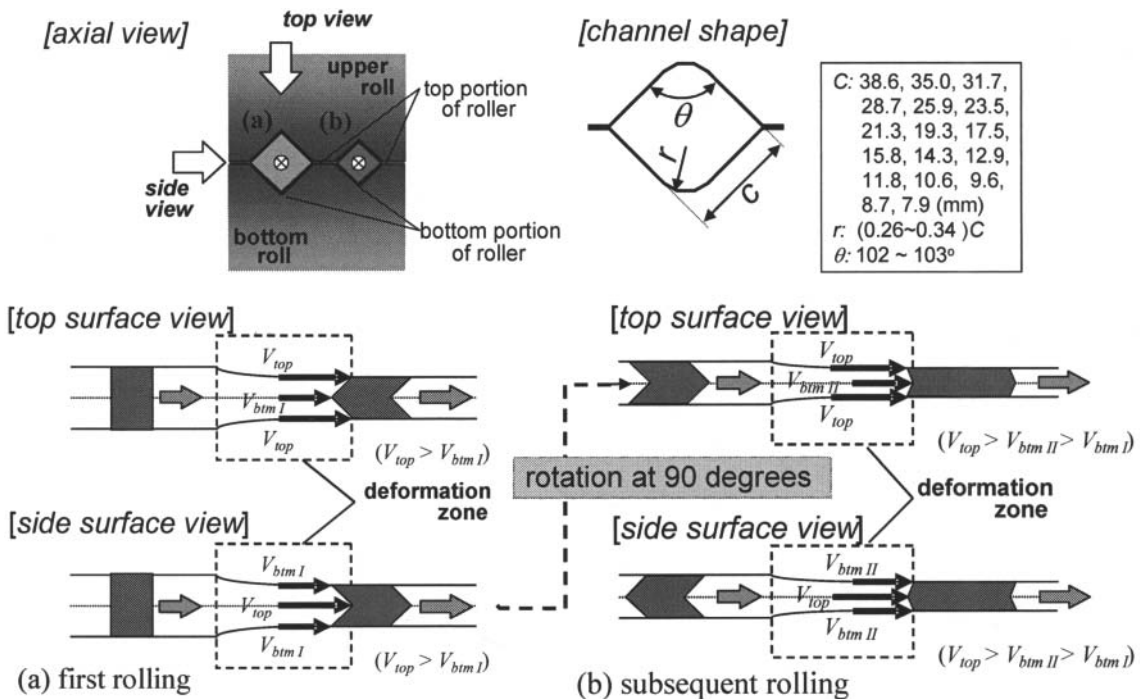 [axial view]
top view
upper
roll
(a)
(b)
top portion
of roller
side
view
bottom
roll
bottom portion
of roller
[channel shape]
θ
r
C
C: 38.6, 35.0, 31.7,
28.7, 25.9, 23.5,
21.3, 19.3, 17.5,
15.8, 14.3, 12.9,
11.8, 10.6, 9.6,
8.7, 7.9 (mm)
r: (0.26~0.34 )C
θ: 102 ~ 103º
[top surface view]
V_top
V_btm I
V_top
(V_top > V_btm I)
deformation
zone
[side surface view]
V_btm I
V_top
V_btm I
(V_top > V_btm I)
(a) first rolling
rotation at 90 degrees
[top surface view]
V_top
V_btm II
V_top
(V_top > V_btm II > V_btm I)
deformation
zone
[side surface view]
V_btm II
V_top
V_btm II
(V_top > V_btm II > V_btm I)
(b) subsequent rolling